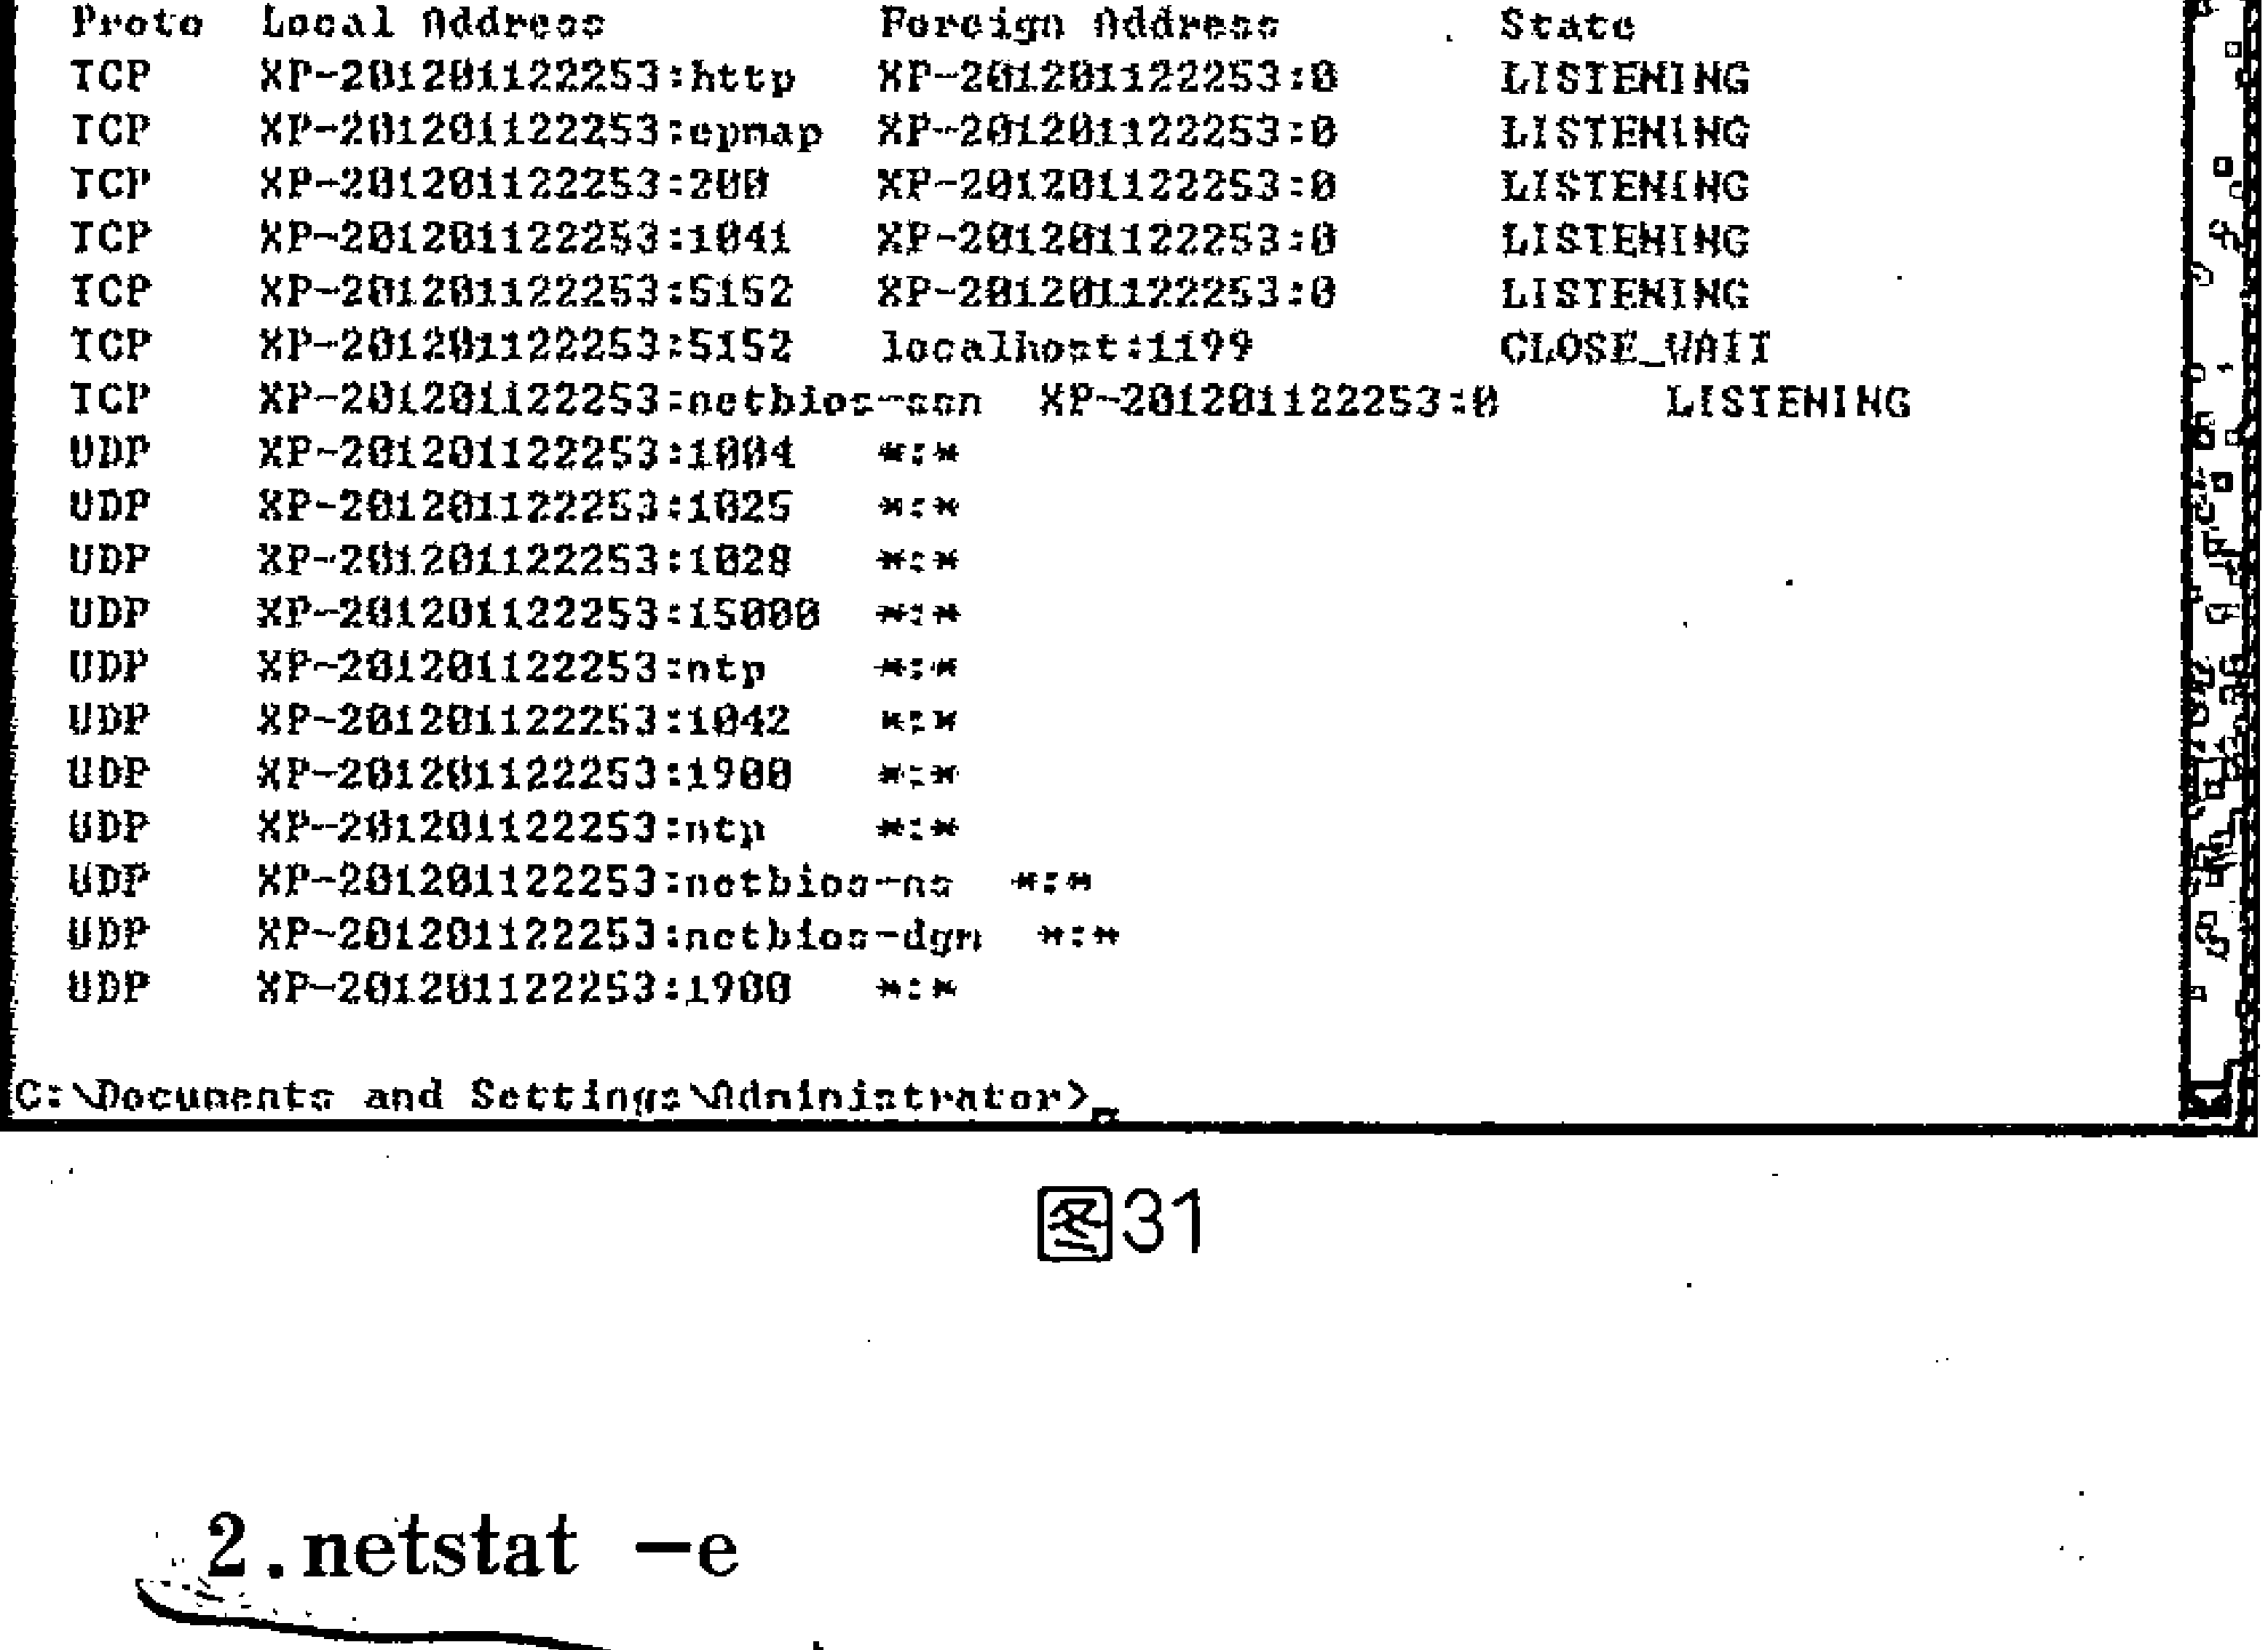 Proto Local Address Foreign Address State
TCP XP-201201122253:http XP-201201122253:0 LISTENING
TCP XP-201201122253:epmap XP-201201122253:0 LISTENING
TCP XP-201201122253:200 XP-201201122253:0 LISTENING
TCP XP-201201122253:1041 XP-201201122253:0 LISTENING
TCP XP-201201122253:5152 XP-201201122253:0 LISTENING
TCP XP-201201122253:5152 localhost:1199 CLOSE_WAIT
TCP XP-201201122253:netbios-ssn XP-201201122253:0 LISTENING
UDP XP-201201122253:1004 *:*
UDP XP-201201122253:1025 *:*
UDP XP-201201122253:1028 *:*
UDP XP-201201122253:15000 *:*
UDP XP-201201122253:ntp *:*
UDP XP-201201122253:1042 *:*
UDP XP-201201122253:1900 *:*
UDP XP-201201122253:ntp *:*
UDP XP-201201122253:netbios-ns *:*
UDP XP-201201122253:netbios-dgm *:*
UDP XP-201201122253:1900 *:*
C:\Documents and Settings\Administrator>_
图31
2.netstat -e